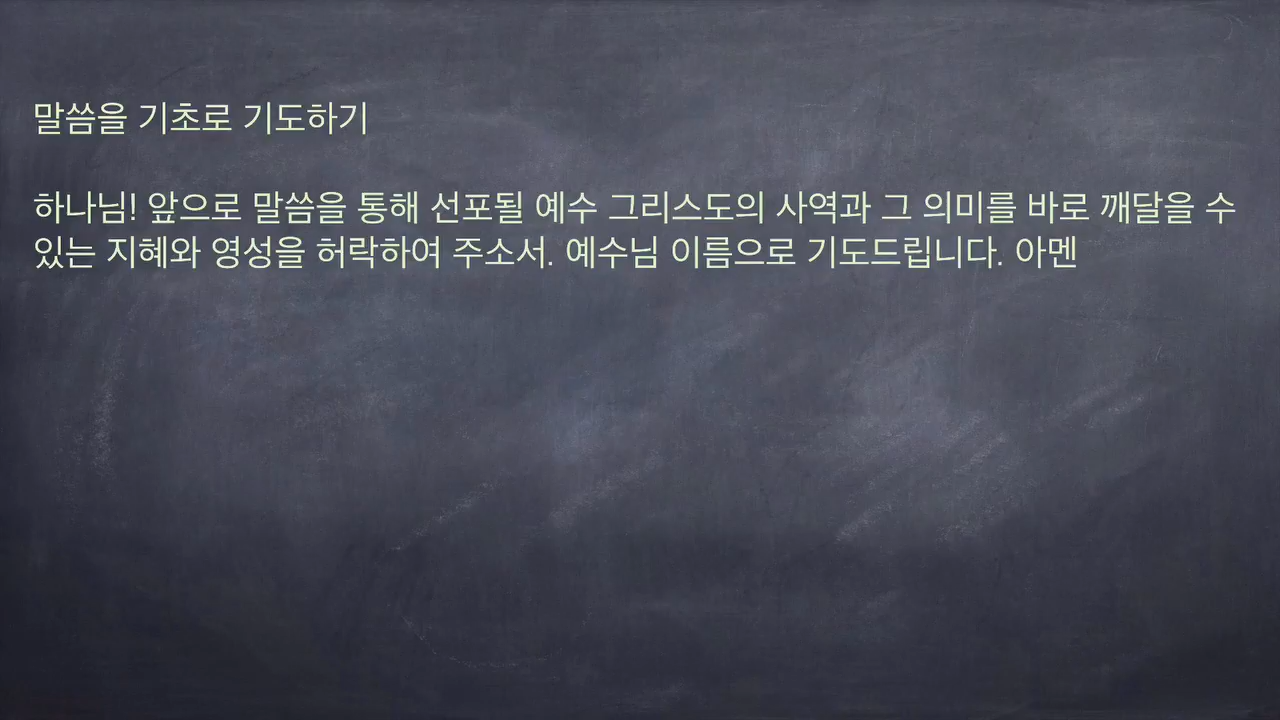 말씀을 기초로 기도하기
하나님! 앞으로 말씀을 통해 선포될 예수 그리스도의 사역과 그 의미를 바로 깨달을 수
있는 지혜와 영성을 허락하여 주소서. 예수님 이름으로 기도드립니다. 아멘